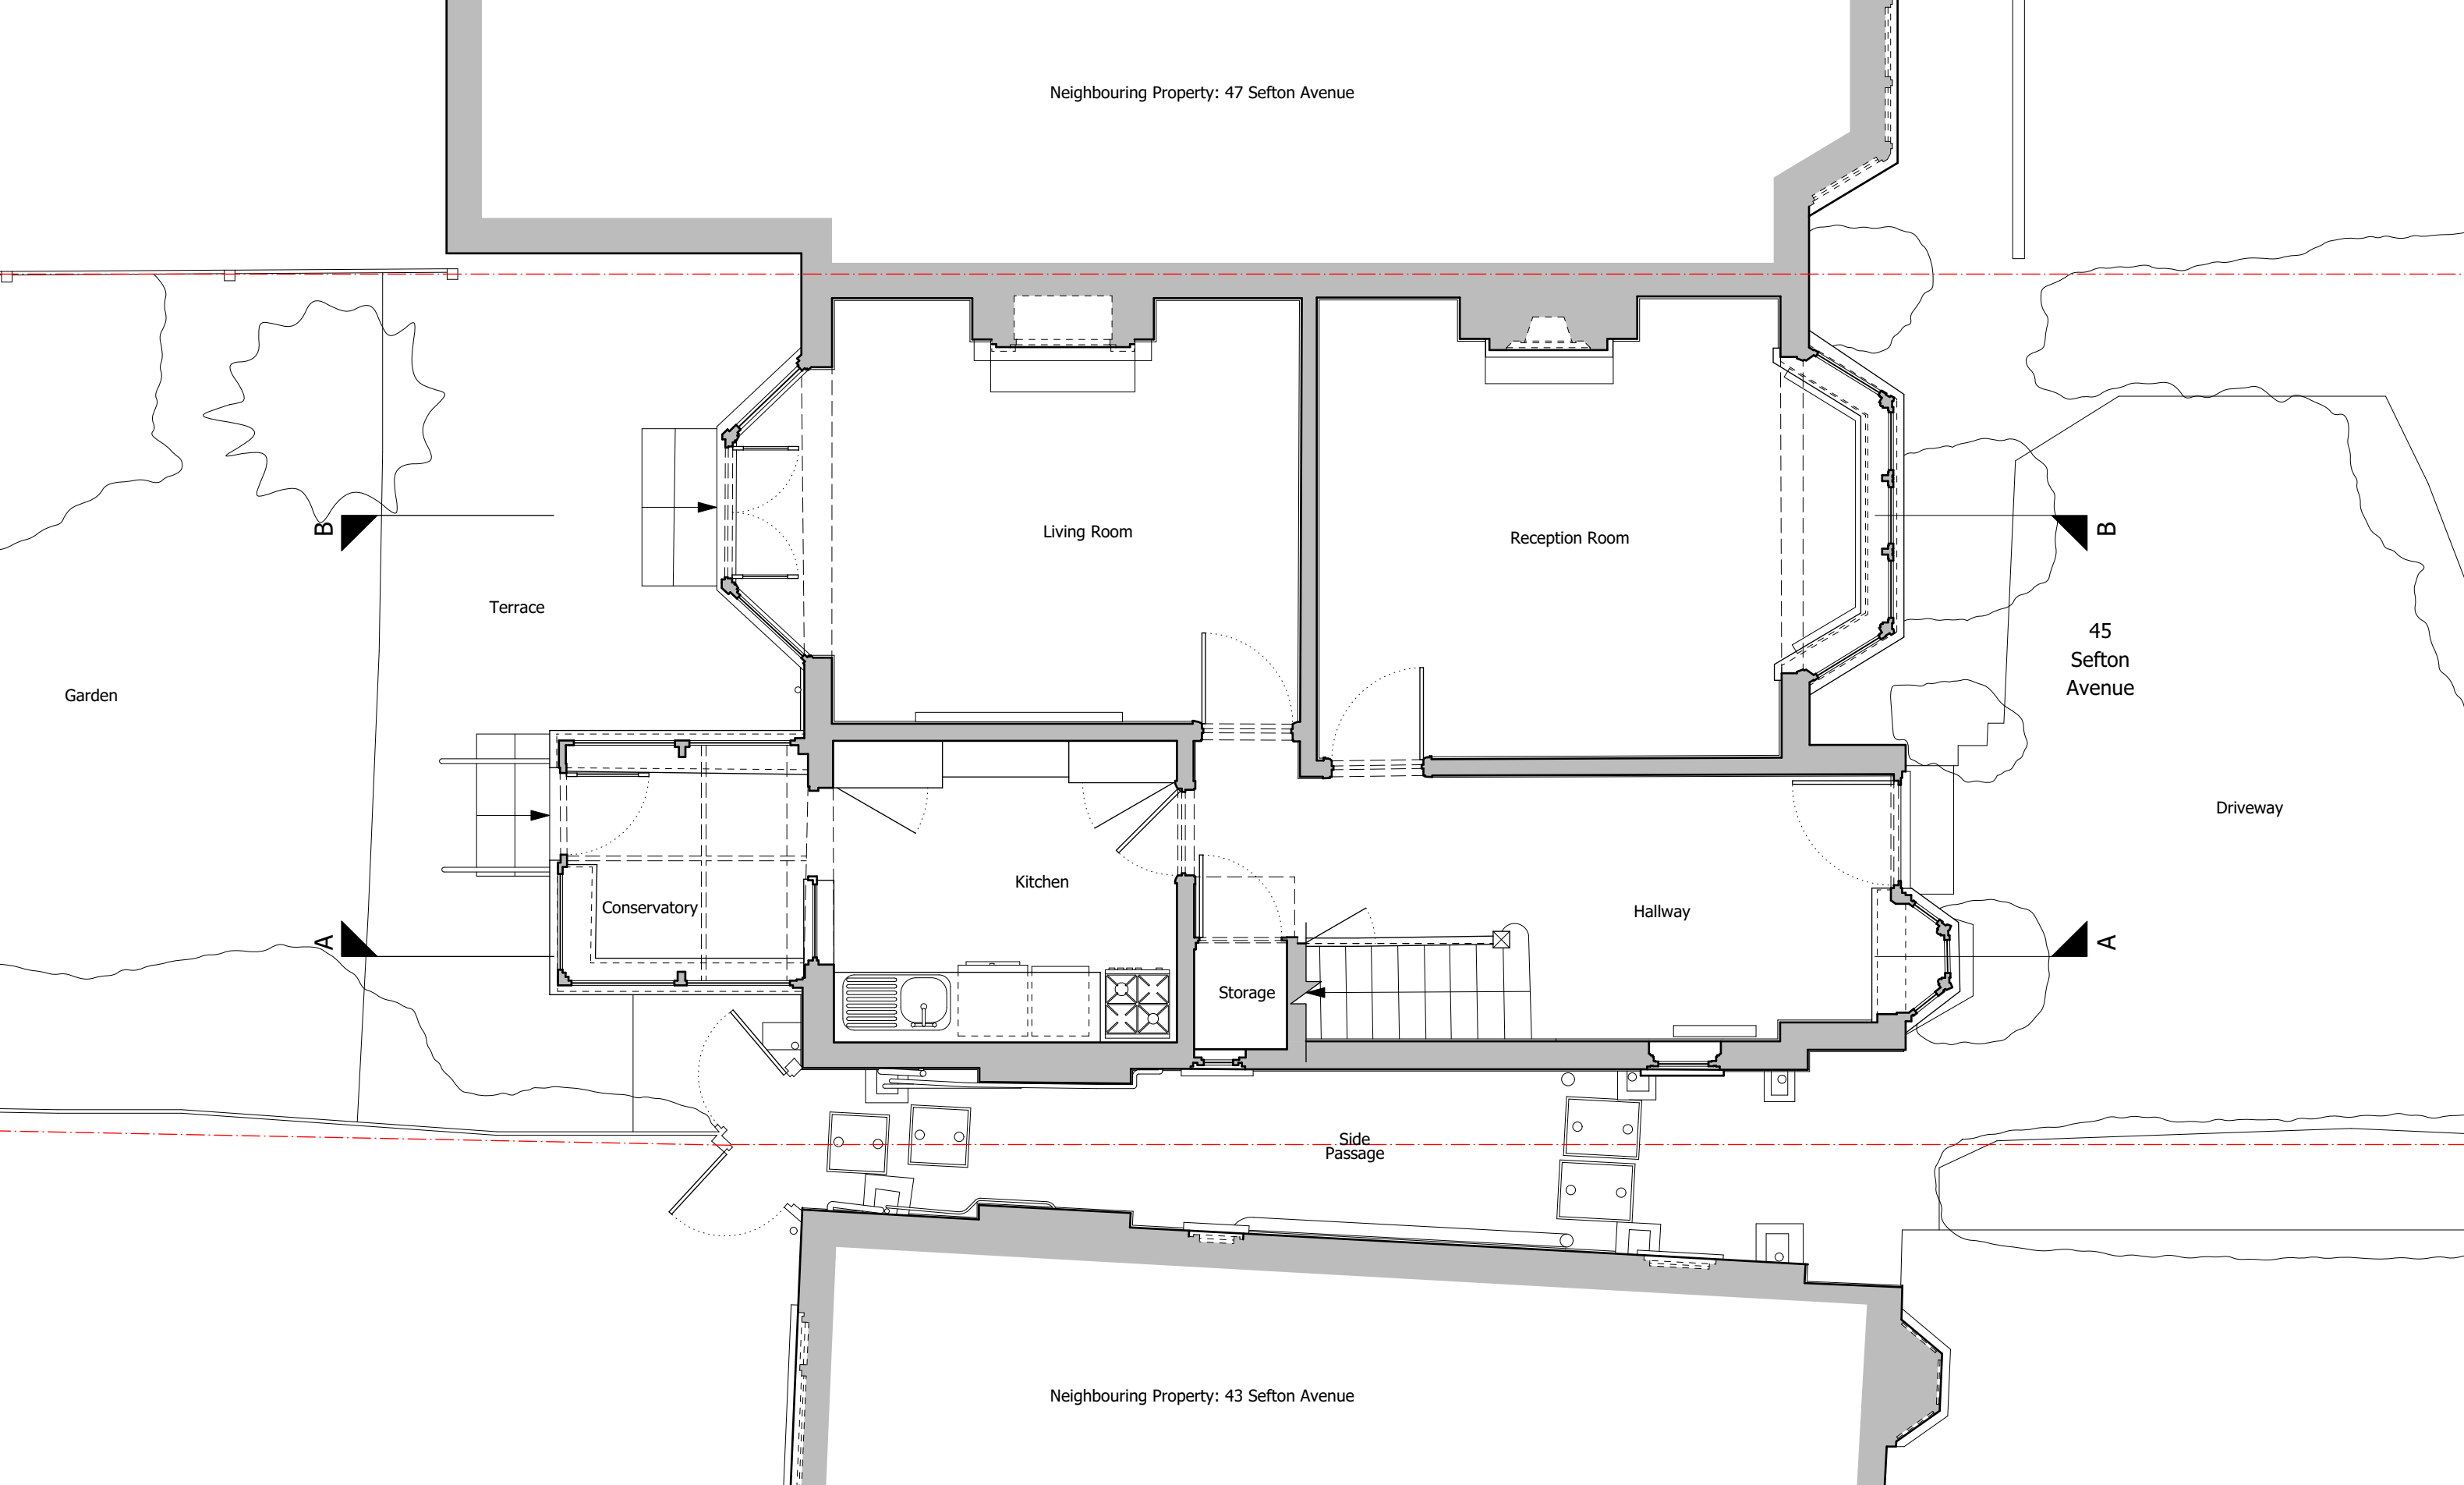 Neighbouring Property: 47 Sefton Avenue
B
B
Living Room
Reception Room
Terrace
45
Sefton
Avenue
Garden
Driveway
Kitchen
Conservatory
Hallway
A
A
Storage
Side
Passage
Neighbouring Property: 43 Sefton Avenue